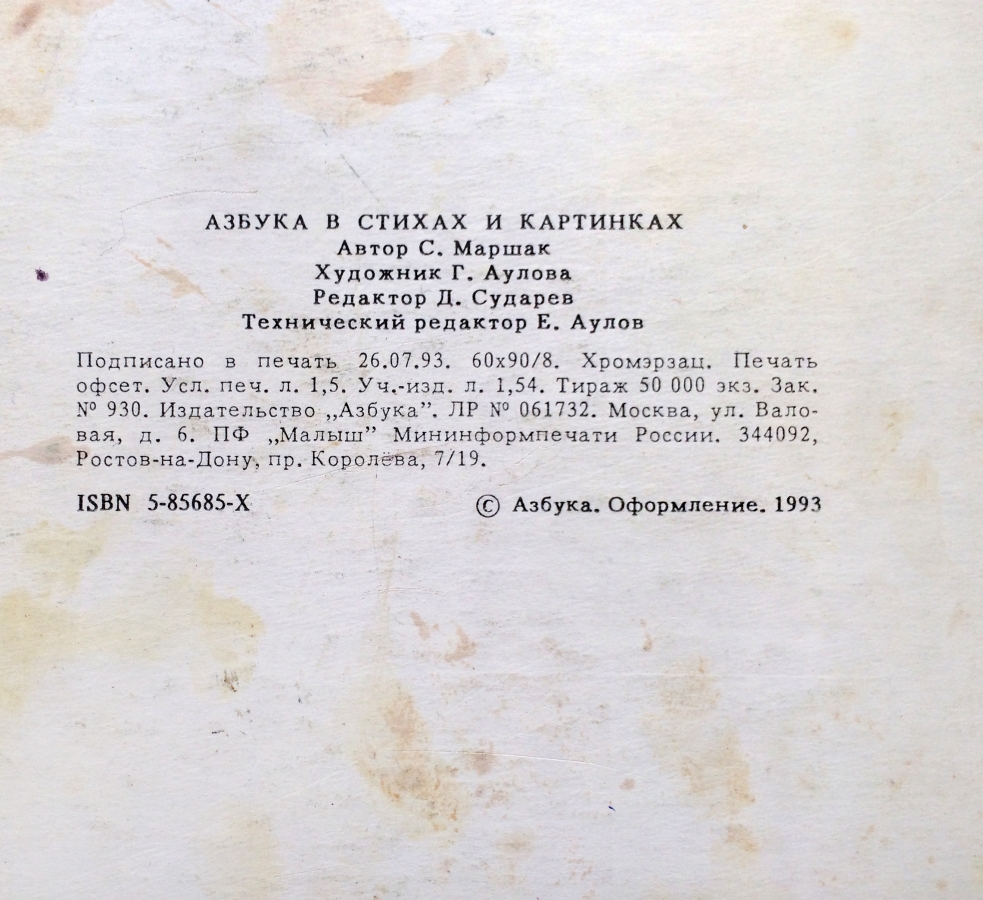 АЗБУКА В СТИХАХ И КАРТИНКАХ
Автор С. Маршак
Художник Г. Аулова
Редактор Д. Сударев
Технический редактор Е. Аулов
Подписано в печать 26.07.93. 60х90/8. Хромэрзац. Печать
офсет. Усл. печ. л. 1,5. Уч.-изд. л. 1,54. Тираж 50 000 экз. Зак.
№ 930. Издательство „Азбука”. ЛР № 061732. Москва, ул. Вало-
вая, д. 6. ПФ „Малыш” Мининформпечати России. 344092,
Ростов-на-Дону, пр. Королёва, 7/19.
ISBN 5-85685-X © Азбука. Оформление. 1993